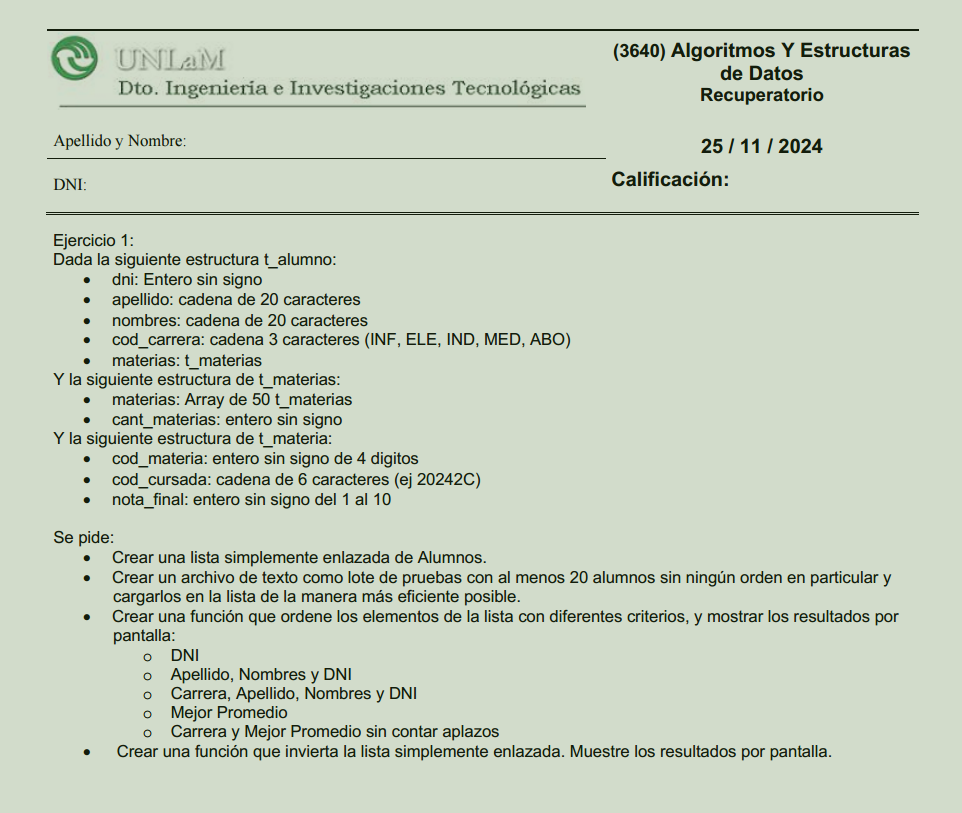 UNLaM
Dto. Ingeniería e Investigaciones Tecnológicas
(3640) Algoritmos Y Estructuras
de Datos
Recuperatorio
Apellido y Nombre:
25 / 11 / 2024
DNI:
Calificación:
Ejercicio 1:
Dada la siguiente estructura t_alumno:
• dni: Entero sin signo
• apellido: cadena de 20 caracteres
• nombres: cadena de 20 caracteres
• cod_carrera: cadena 3 caracteres (INF, ELE, IND, MED, ABO)
• materias: t_materias
Y la siguiente estructura de t_materias:
• materias: Array de 50 t_materias
• cant_materias: entero sin signo
Y la siguiente estructura de t_materia:
• cod_materia: entero sin signo de 4 digitos
• cod_cursada: cadena de 6 caracteres (ej 20242C)
• nota_final: entero sin signo del 1 al 10
Se pide:
• Crear una lista simplemente enlazada de Alumnos.
• Crear un archivo de texto como lote de pruebas con al menos 20 alumnos sin ningún orden en particular y
cargarlos en la lista de la manera más eficiente posible.
• Crear una función que ordene los elementos de la lista con diferentes criterios, y mostrar los resultados por
pantalla:
o DNI
o Apellido, Nombres y DNI
o Carrera, Apellido, Nombres y DNI
o Mejor Promedio
o Carrera y Mejor Promedio sin contar aplazos
• Crear una función que invierta la lista simplemente enlazada. Muestre los resultados por pantalla.